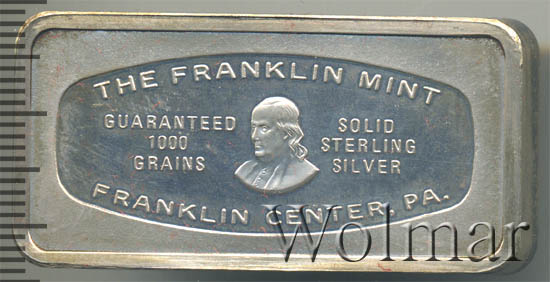 THE FRANKLIN MINT
GUARANTEED
1000
GRAINS
SOLID
STERLING
SILVER
FRANKLIN CENTER, PA.
Wolmar